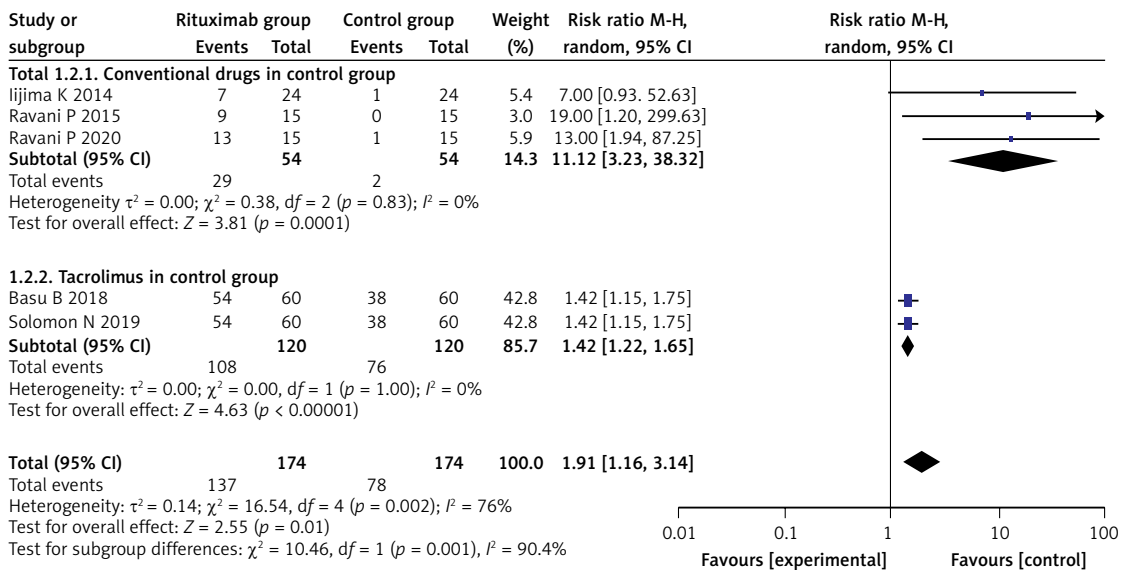 Study or Rituximab group Control group Weight Risk ratio M-H, Risk ratio M-H,
subgroup Events Total Events Total (%) random, 95% CI random, 95% CI
Total 1.2.1. Conventional drugs in control group
Iijima K 2014 7 24 1 24 5.4 7.00 [0.93. 52.63]
Ravani P 2015 9 15 0 15 3.0 19.00 [1.20, 299.63]
Ravani P 2020 13 15 1 15 5.9 13.00 [1.94, 87.25]
Subtotal (95% CI) 54 54 14.3 11.12 [3.23, 38.32]
Total events 29 2
Heterogeneity τ² = 0.00; χ² = 0.38, df = 2 (p = 0.83); I² = 0%
Test for overall effect: Z = 3.81 (p = 0.0001)
1.2.2. Tacrolimus in control group
Basu B 2018 54 60 38 60 42.8 1.42 [1.15, 1.75]
Solomon N 2019 54 60 38 60 42.8 1.42 [1.15, 1.75]
Subtotal (95% CI) 120 120 85.7 1.42 [1.22, 1.65]
Total events 108 76
Heterogeneity: τ² = 0.00; χ² = 0.00, df = 1 (p = 1.00); I² = 0%
Test for overall effect: Z = 4.63 (p < 0.00001)
Total (95% CI) 174 174 100.0 1.91 [1.16, 3.14]
Total events 137 78
Heterogeneity: τ² = 0.14; χ² = 16.54, df = 4 (p = 0.002); I² = 76%
Test for overall effect: Z = 2.55 (p = 0.01)
Test for subgroup differences: χ² = 10.46, df = 1 (p = 0.001), I² = 90.4%
0.01 0.1 1 10 100
Favours [experimental] Favours [control]